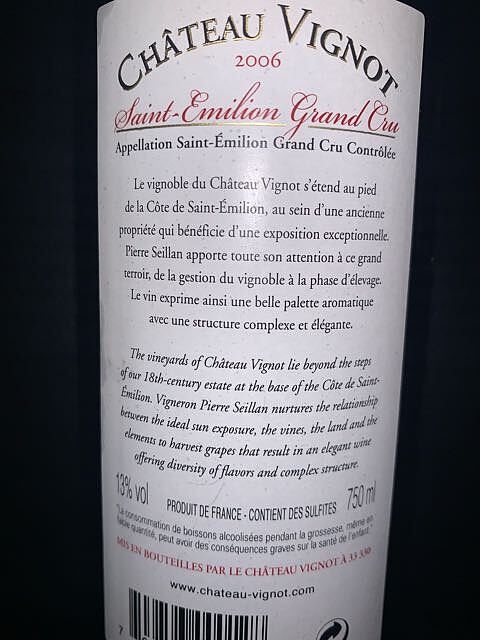 CHÂTEAU VIGNOT
2006
Saint-Emilion Grand Cru
Appellation Saint-Émilion Grand Cru Contrôlée
Le vignoble du Château Vignot s'étend au pied
de la Côte de Saint-Émilion, au sein d'une ancienne
propriété qui bénéficie d'une exposition exceptionnelle.
Pierre Seillan apporte toute son attention à ce grand
terroir, de la gestion du vignoble à la phase d'élevage.
Le vin exprime ainsi une belle palette aromatique
avec une structure complexe et élégante.
The vineyards of Château Vignot lie beyond the steps
of our 18th-century estate at the base of the Côte de Saint-
Émilion. Vigneron Pierre Seillan nurtures the relationship
between the ideal sun exposure, the vines, the land and the
elements to harvest grapes that result in an elegant wine
offering diversity of flavors and complex structure.
13% vol PRODUIT DE FRANCE - CONTIENT DES SULFITES 750 ml
"La consommation de boissons alcoolisées pendant la grossesse, même en
faible quantité, peut avoir des conséquences graves sur la santé de l'enfant."
MIS EN BOUTEILLES PAR LE CHÂTEAU VIGNOT À 33 330
www.chateau-vignot.com
7